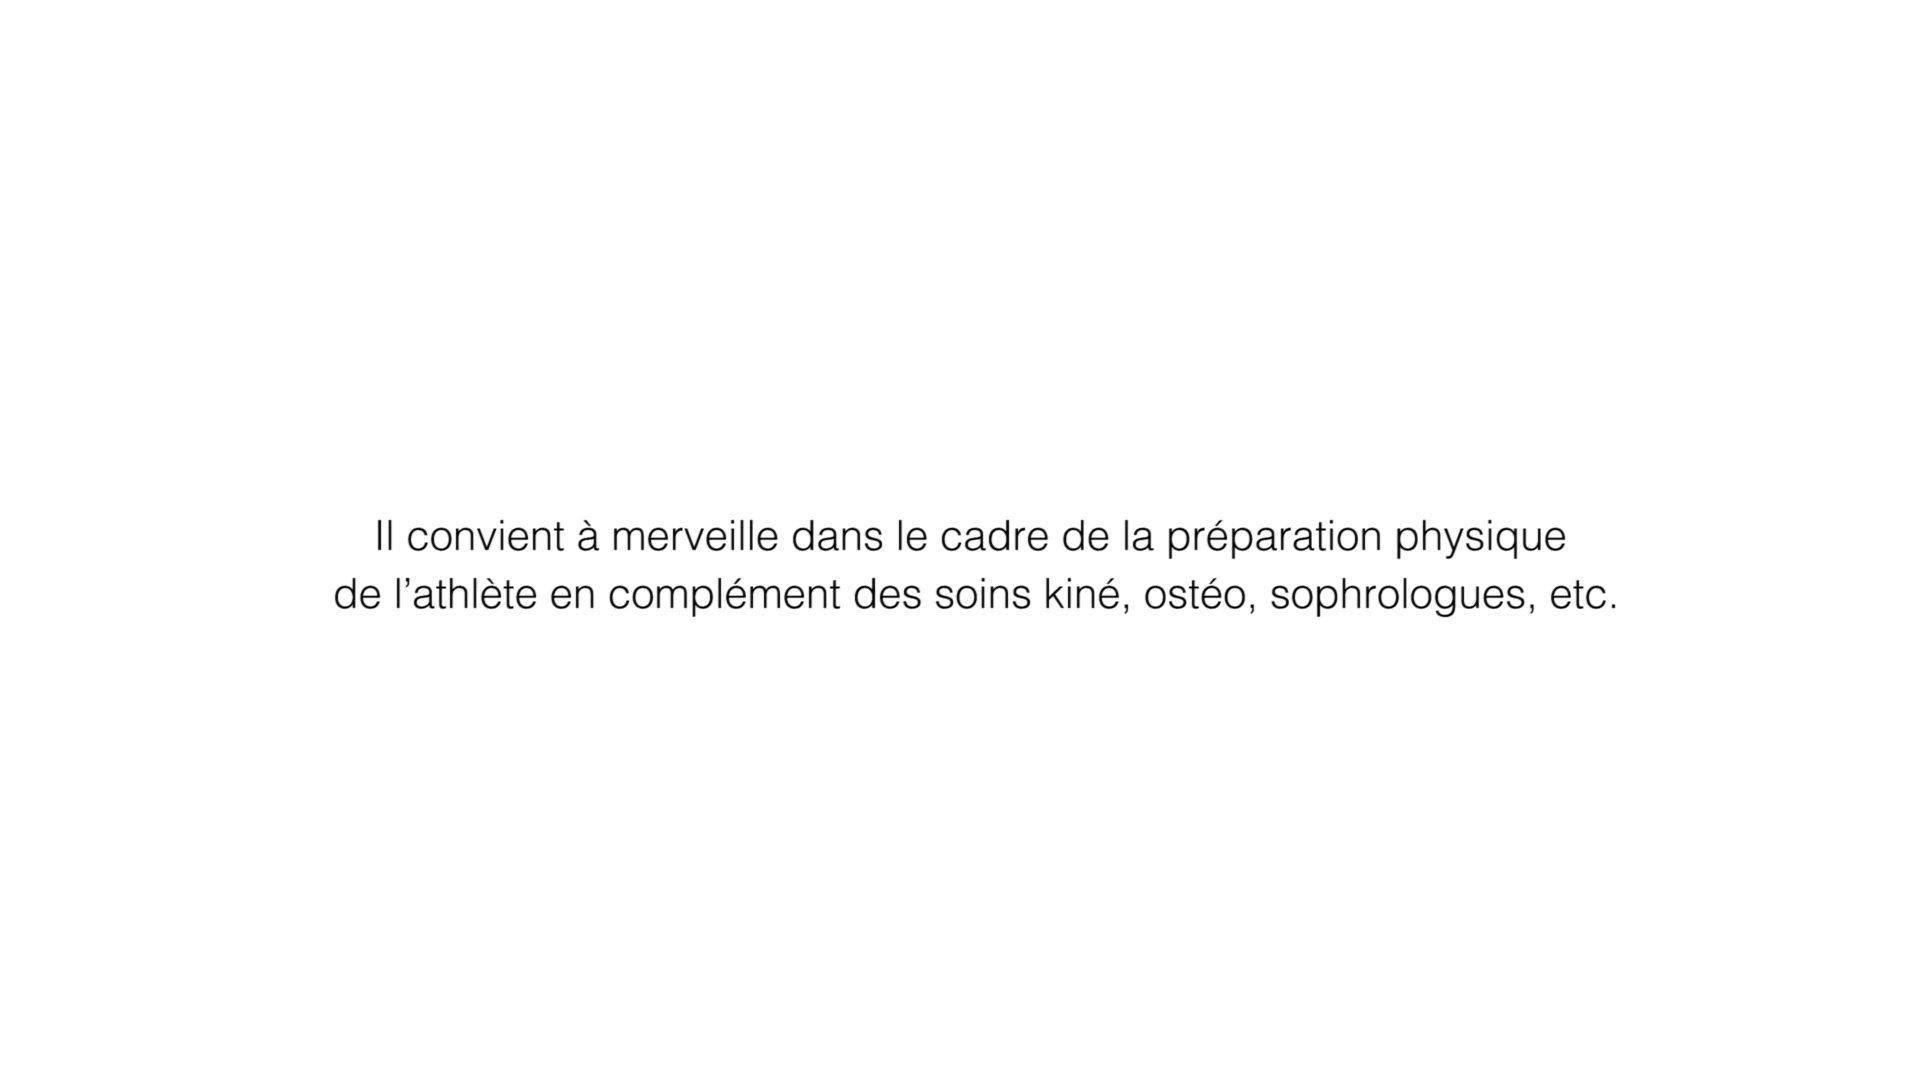 Il convient à merveille dans le cadre de la préparation physique
de l’athlète en complément des soins kiné, ostéo, sophrologues, etc.